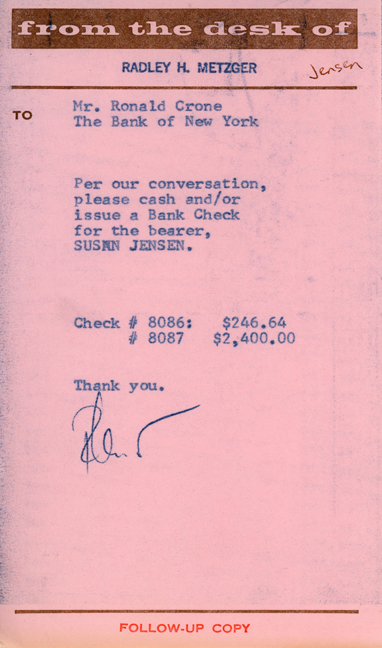 from the desk of
RADLEY H. METZGER
Jensen
TO
Mr. Ronald Crone
The Bank of New York
Per our conversation,
please cash and/or
issue a Bank Check
for the bearer,
SUSAN JENSEN.
Check # 8086: $246.64
# 8087 $2,400.00
Thank you.
FOLLOW-UP COPY